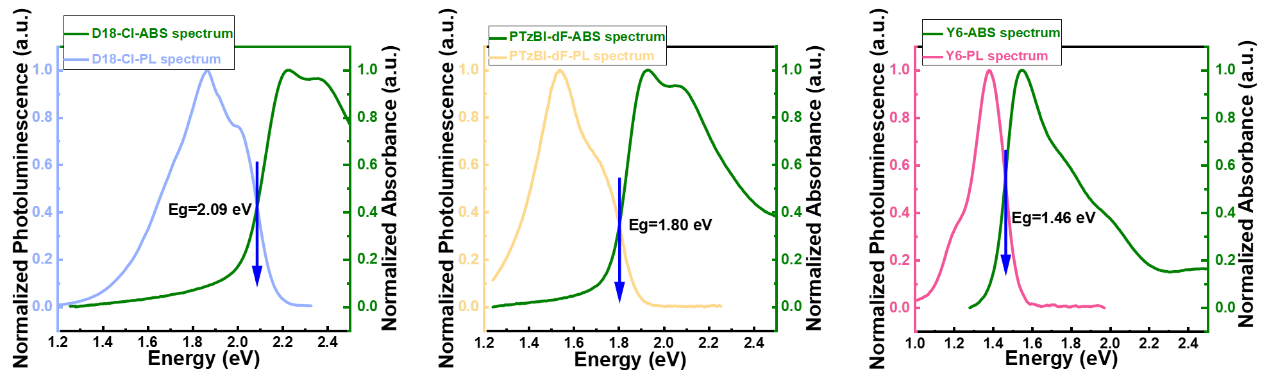 D18-Cl-ABS spectrum
D18-Cl-PL spectrum
Normalized Photoluminescence (a.u.)
1.0
0.8
0.6
0.4
0.2
0.0
Eg=2.09 eV
1.0
0.8
0.6
0.4
0.2
0.0
Normalized Absorbance (a.u.)
1.2 1.4 1.6 1.8 2.0 2.2 2.4
Energy (eV)
PTzBI-dF-ABS spectrum
PTzBI-dF-PL spectrum
Normalized Photoluminescence (a.u.)
1.0
0.8
0.6
0.4
0.2
0.0
Eg=1.80 eV
1.0
0.8
0.6
0.4
0.2
0.0
Normalized Absorbance (a.u.)
1.2 1.4 1.6 1.8 2.0 2.2 2.4
Energy (eV)
Y6-ABS spectrum
Y6-PL spectrum
Normalized Photoluminescence (a.u.)
1.0
0.8
0.6
0.4
0.2
0.0
Eg=1.46 eV
1.0
0.8
0.6
0.4
0.2
0.0
Normalized Absorbance (a.u.)
1.0 1.2 1.4 1.6 1.8 2.0 2.2 2.4
Energy (eV)